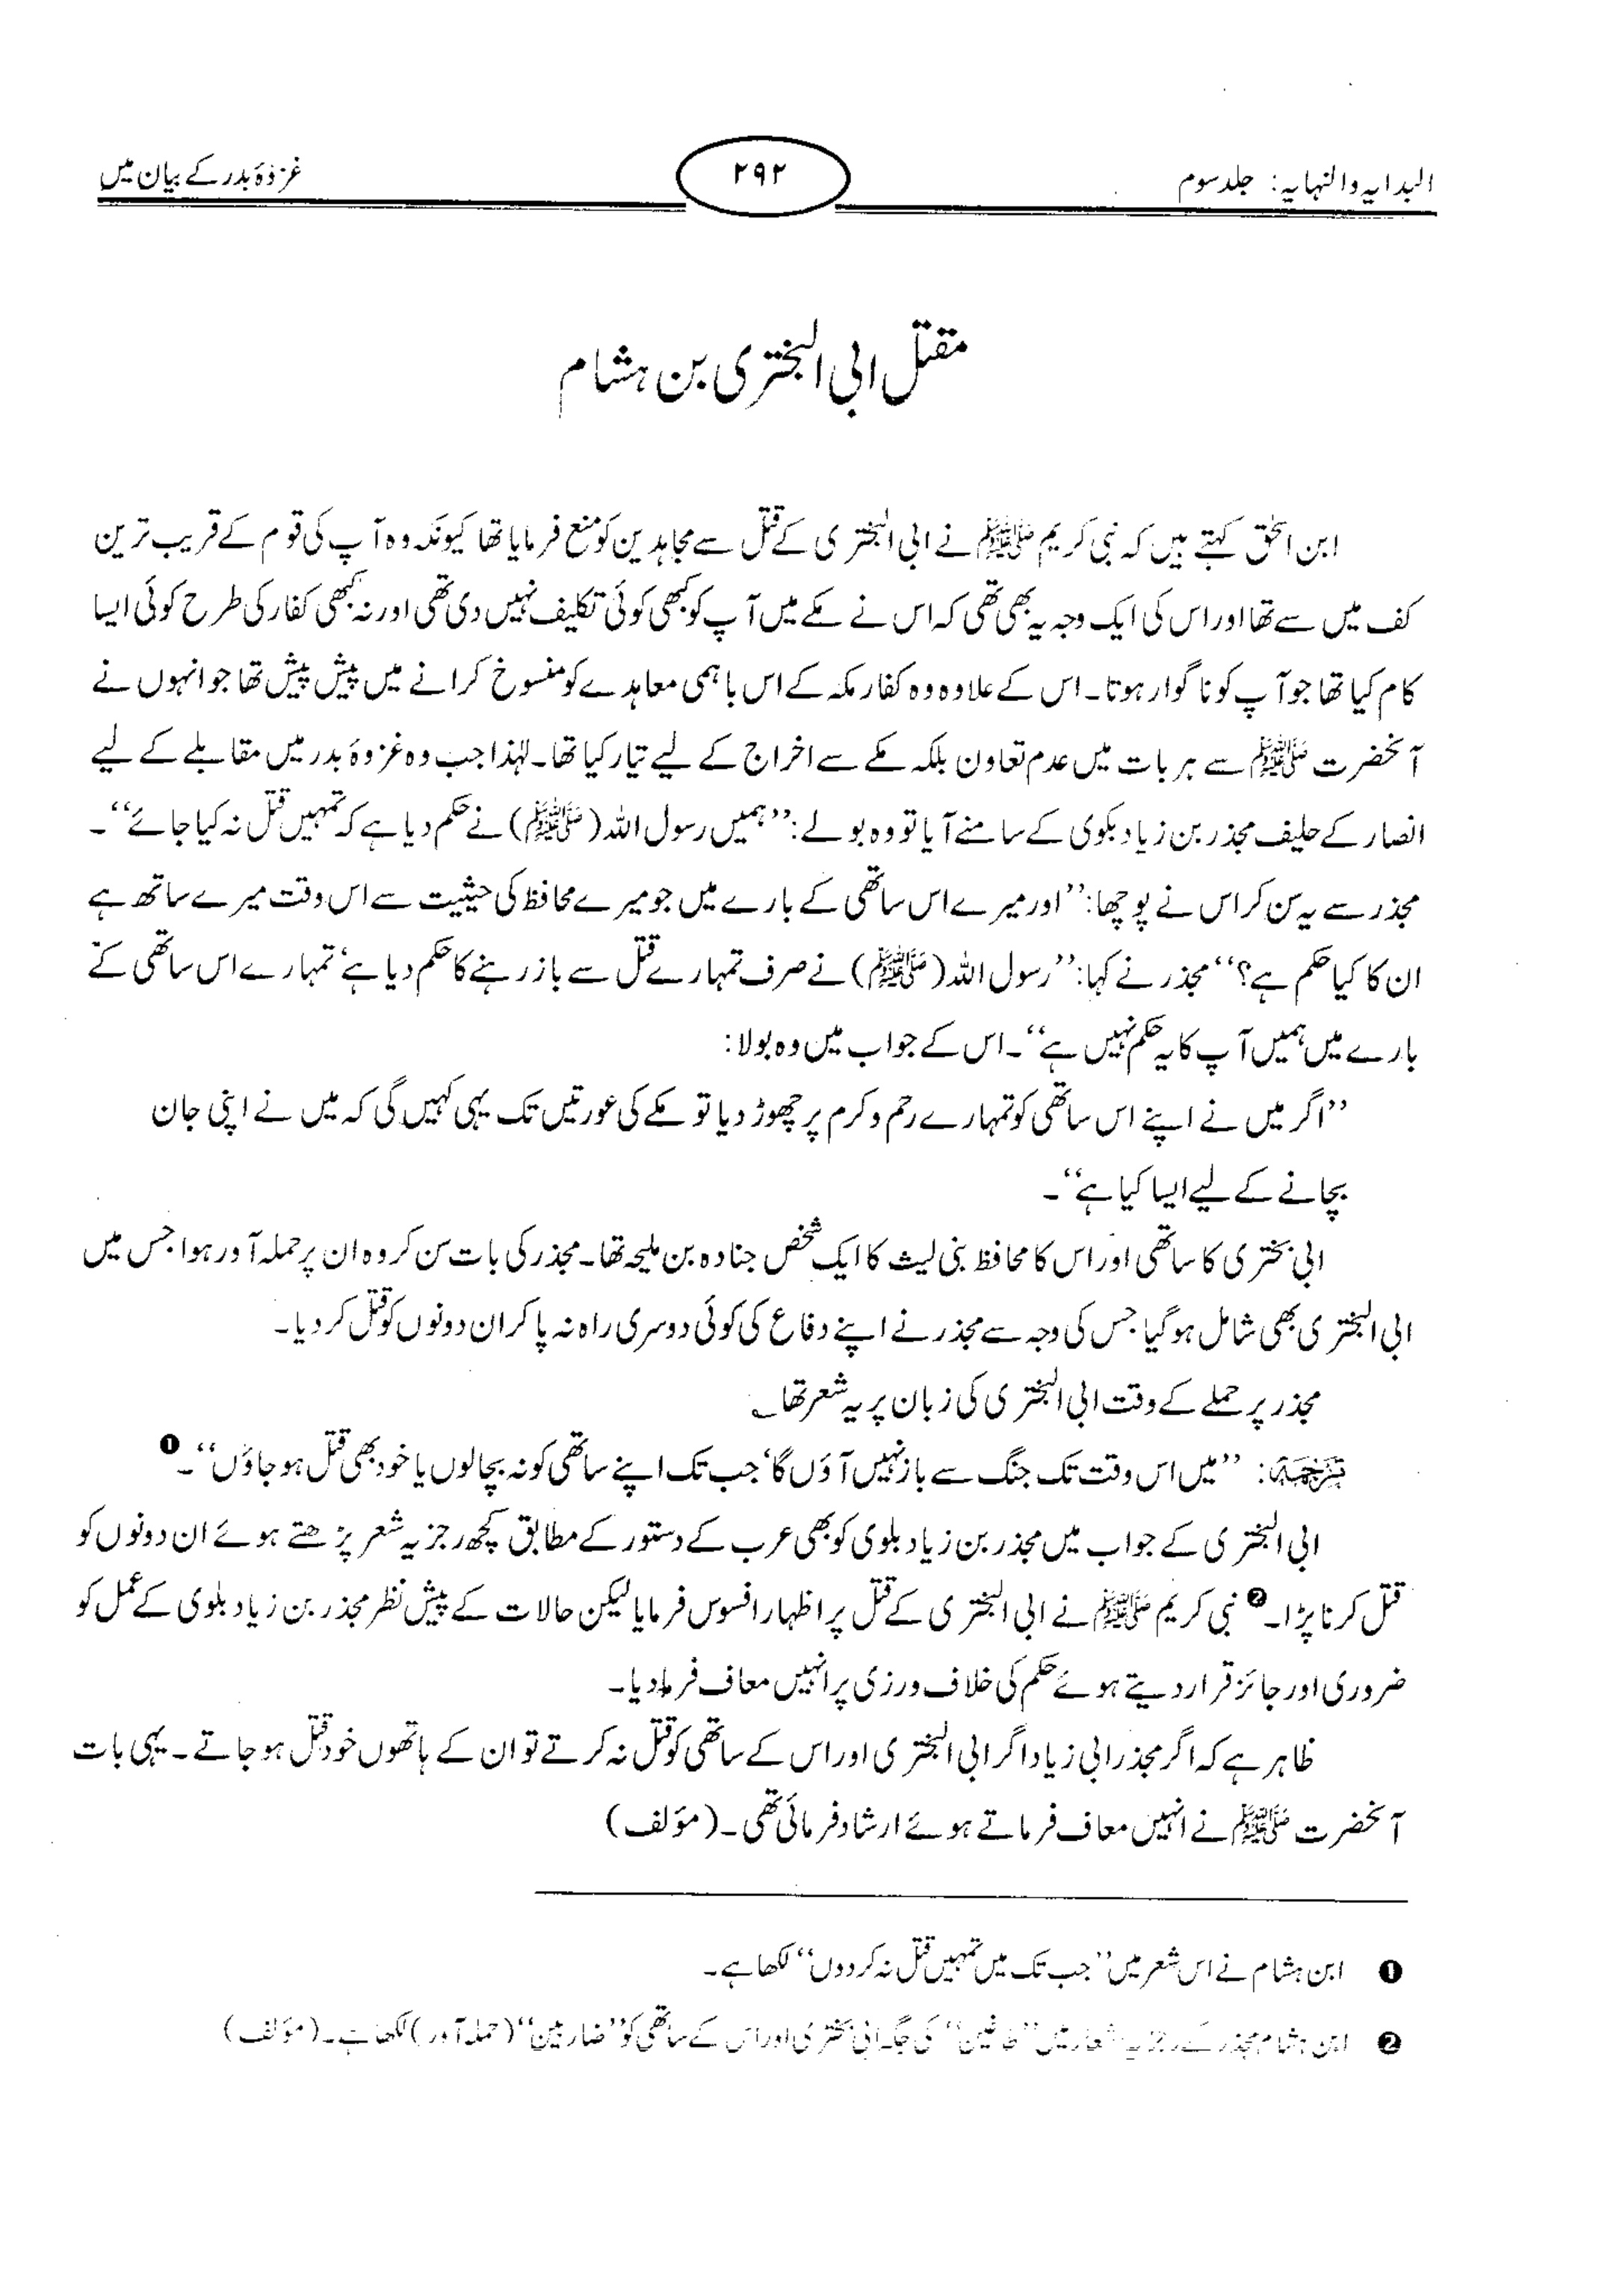 البدایہ والنہایہ: جلد سوم
۲۹۲
غزوۂ بدر کے بیان میں
مقتل ابی البختری بن ہشام
ابن اسحٰق کہتے ہیں کہ نبی کریم ﷺ نے ابی البختری کے قتل سے مجاہدین کو منع فرمایا تھا کیونکہ وہ آپ کی قوم کے قریب ترین
کف میں سے تھا اور اس کی ایک وجہ یہ بھی تھی کہ اس نے مکے میں آپ کو کبھی کوئی تکلیف نہیں دی تھی اور نہ کبھی کفار کی طرح کوئی ایسا
کام کیا تھا جو آپ کو ناگوار ہوتا۔ اس کے علاوہ وہ کفار مکہ کے اس باہمی معاہدے کو منسوخ کرانے میں پیش پیش تھا جو انہوں نے
آنحضرت ﷺ سے ہر بات میں عدم تعاون بلکہ مکے سے اخراج کے لیے تیار کیا تھا۔ لہٰذا جب وہ غزوۂ بدر میں مقابلے کے لیے
انصار کے حلیف مجذر بن زیاد بکوی کے سامنے آیا تو وہ بولے: ’’ہمیں رسول اللہ (ﷺ) نے حکم دیا ہے کہ تمہیں قتل نہ کیا جائے‘‘۔
مجذر سے یہ سن کر اس نے پوچھا: ’’اور میرے اس ساتھی کے بارے میں جو میرے محافظ کی حیثیت سے اس وقت میرے ساتھ ہے
ان کا کیا حکم ہے؟‘‘ مجذر نے کہا: ’’رسول اللہ (ﷺ) نے صرف تمہارے قتل سے باز رہنے کا حکم دیا ہے‘ تمہارے اس ساتھی کے
بارے میں ہمیں آپ کا یہ حکم نہیں ہے‘‘۔ اس کے جواب میں وہ بولا:
’’اگر میں نے اپنے اس ساتھی کو تمہارے رحم و کرم پر چھوڑ دیا تو مکے کی عورتیں تک یہی کہیں گی کہ میں نے اپنی جان
بچانے کے لیے ایسا کیا ہے‘‘۔
ابی بختری کا ساتھی اور اس کا محافظ بنی لیث کا ایک شخص جنادہ بن ملیحہ تھا۔ مجذر کی بات سن کر وہ ان پر حملہ آور ہوا جس میں
ابی البختری بھی شامل ہو گیا جس کی وجہ سے مجذر نے اپنے دفاع کی کوئی دوسری راہ نہ پا کر ان دونوں کو قتل کر دیا۔
مجذر پر حملے کے وقت ابی البختری کی زبان پر یہ شعر تھا ؎
ترجمہ: ’’میں اس وقت تک جنگ سے باز نہیں آؤں گا‘ جب تک اپنے ساتھی کو نہ بچا لوں یا خود بھی قتل ہو جاؤں‘‘۔❶
ابی البختری کے جواب میں مجذر بن زیاد بلوی کو بھی عرب کے دستور کے مطابق کچھ رجزیہ شعر پڑھتے ہوئے ان دونوں کو
قتل کرنا پڑا۔❷ نبی کریم ﷺ نے ابی البختری کے قتل پر اظہار افسوس فرمایا لیکن حالات کے پیش نظر مجذر بن زیاد بلوی کے عمل کو
ضروری اور جائز قرار دیتے ہوئے حکم کی خلاف ورزی پر انہیں معاف فرما دیا۔
ظاہر ہے کہ اگر مجذر ابی زیاد اگر ابی البختری اور اس کے ساتھی کو قتل نہ کرتے تو ان کے ہاتھوں خود قتل ہو جاتے۔ یہی بات
آنحضرت ﷺ نے انہیں معاف فرماتے ہوئے ارشاد فرمائی تھی۔ (مؤلف)
❶ ابن ہشام نے اس شعر میں ’’جب تک میں تمہیں قتل نہ کر دوں‘‘ لکھا ہے۔
❷ ابن ہشام مجذر کے رجزیہ اشعار میں کی جگہ ابی بختری اور اس کے ساتھی کو ’’ضاربین‘‘ (حملہ آور) لکھا ہے۔ (مؤلف)